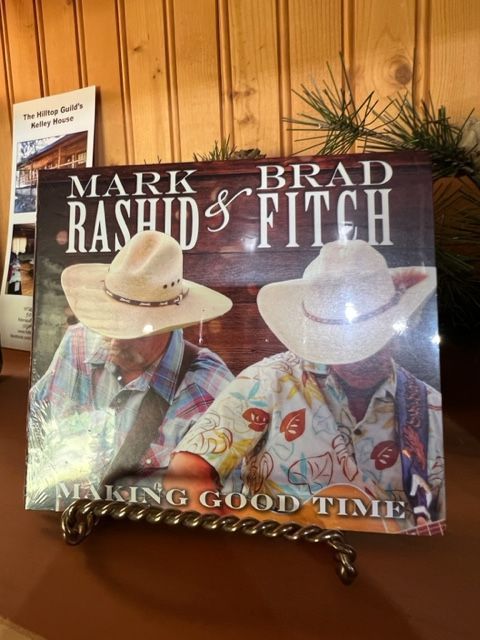 The Hilltop Guild's
Kelley House
MARK
RASHID
&
BRAD
FITCH
MAKING GOOD TIME